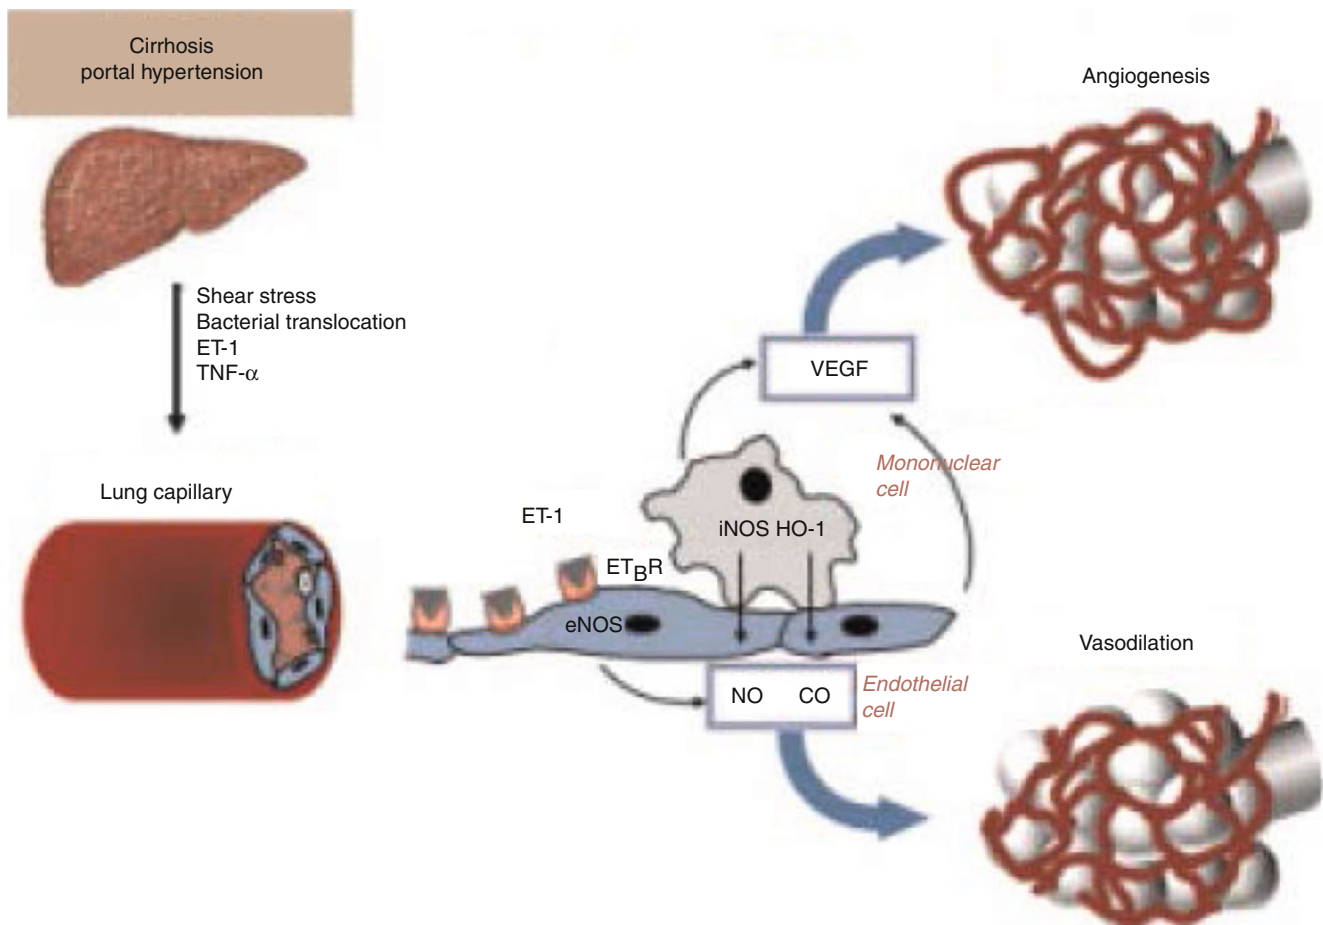 Cirrhosis
portal hypertension
Shear stress
Bacterial translocation
ET-1
TNF-α
Lung capillary
ET-1
ETBR
eNOS
iNOS HO-1
Mononuclear
cell
VEGF
NO CO
Endothelial
cell
Angiogenesis
Vasodilation